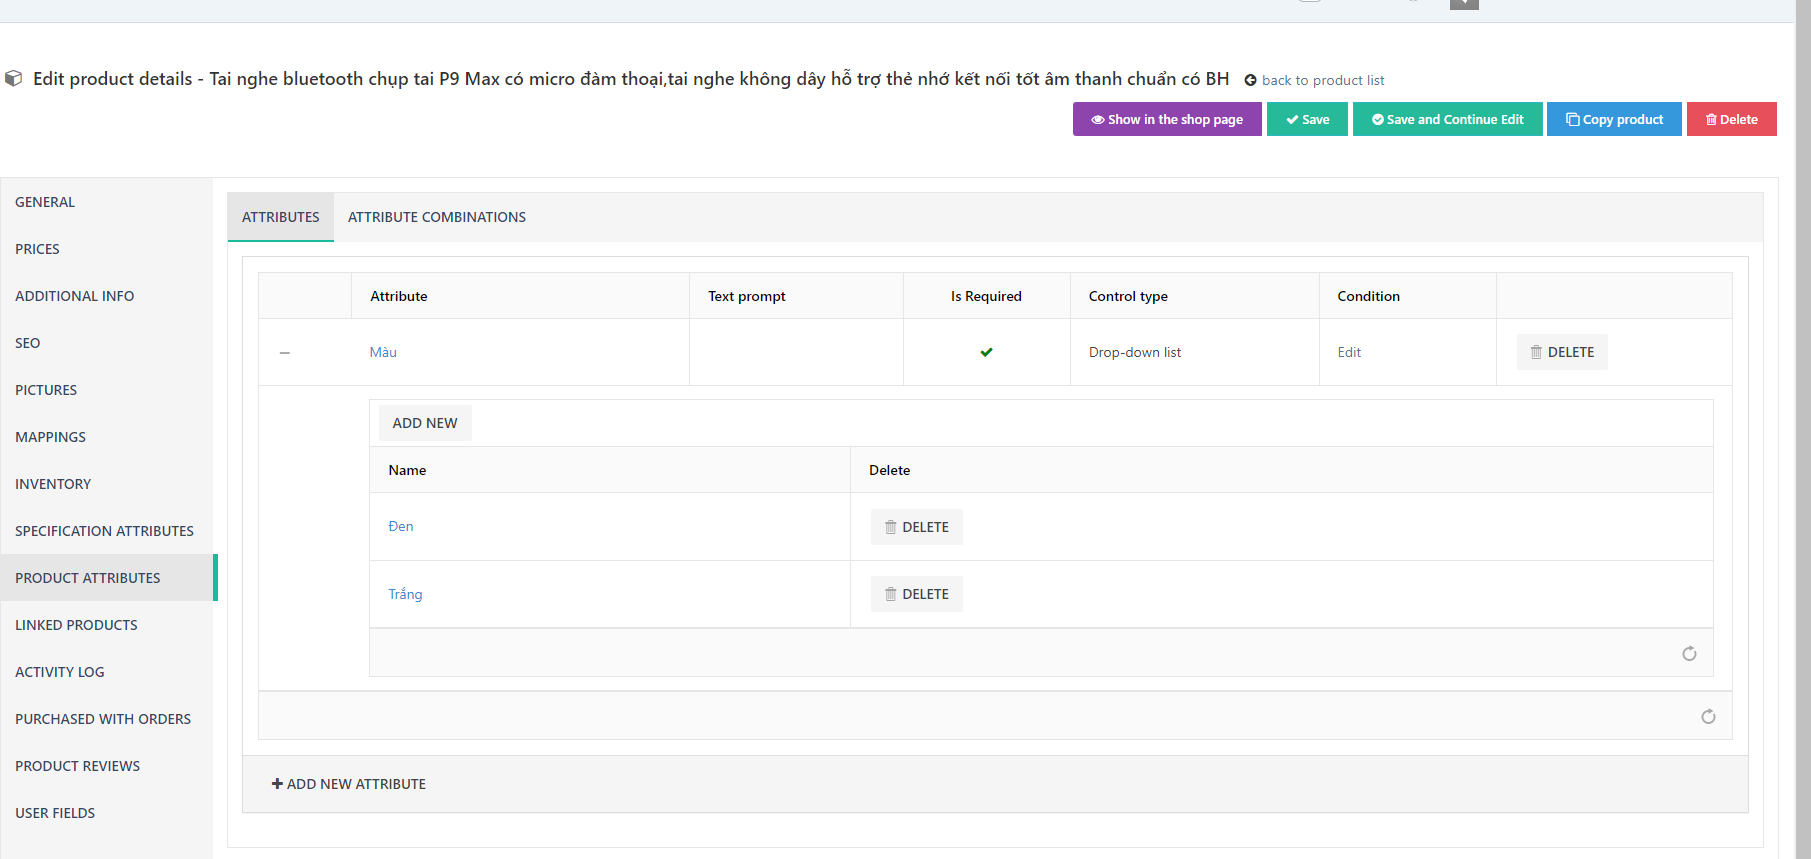 Edit product details - Tai nghe bluetooth chụp tai P9 Max có micro đàm thoại,tai nghe không dây hỗ trợ thẻ nhớ kết nối tốt âm thanh chuẩn có BH back to product list
Show in the shop page Save Save and Continue Edit Copy product Delete
GENERAL
PRICES
ADDITIONAL INFO
SEO
PICTURES
MAPPINGS
INVENTORY
SPECIFICATION ATTRIBUTES
PRODUCT ATTRIBUTES
LINKED PRODUCTS
ACTIVITY LOG
PURCHASED WITH ORDERS
PRODUCT REVIEWS
USER FIELDS
ATTRIBUTES ATTRIBUTE COMBINATIONS
Attribute Text prompt Is Required Control type Condition
Màu Drop-down list Edit DELETE
ADD NEW
Name Delete
Đen DELETE
Trắng DELETE
ADD NEW ATTRIBUTE